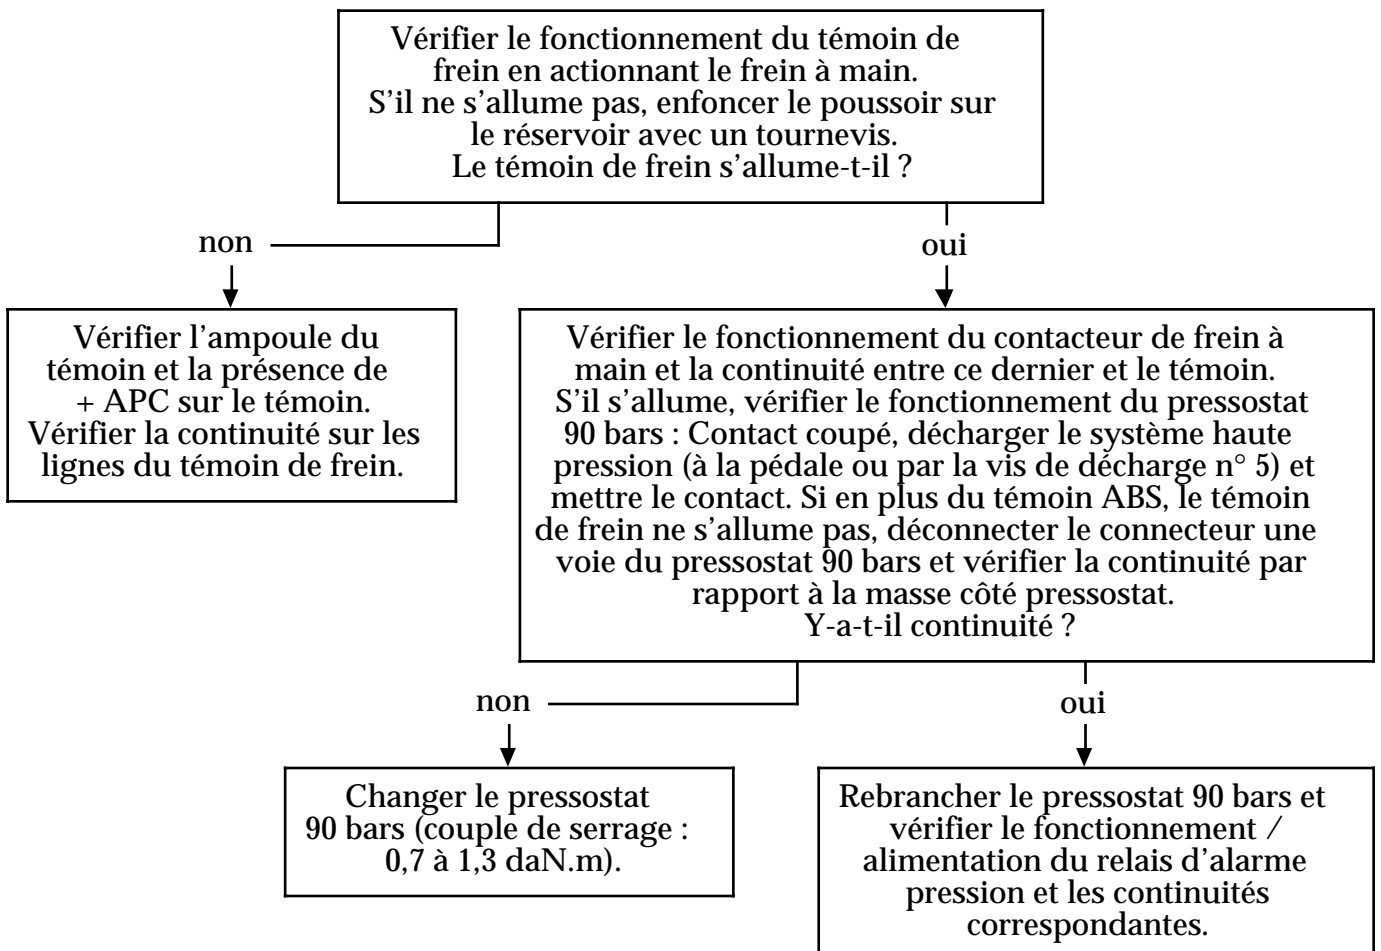 Vérifier le fonctionnement du témoin de
frein en actionnant le frein à main.
S’il ne s’allume pas, enfoncer le poussoir sur
le réservoir avec un tournevis.
Le témoin de frein s’allume-t-il ?
non
oui
Vérifier l’ampoule du
témoin et la présence de
+ APC sur le témoin.
Vérifier la continuité sur les
lignes du témoin de frein.
Vérifier le fonctionnement du contacteur de frein à
main et la continuité entre ce dernier et le témoin.
S’il s’allume, vérifier le fonctionnement du pressostat
90 bars : Contact coupé, décharger le système haute
pression (à la pédale ou par la vis de décharge n° 5) et
mettre le contact. Si en plus du témoin ABS, le témoin
de frein ne s’allume pas, déconnecter le connecteur une
voie du pressostat 90 bars et vérifier la continuité par
rapport à la masse côté pressostat.
Y-a-t-il continuité ?
non
oui
Changer le pressostat
90 bars (couple de serrage :
0,7 à 1,3 daN.m).
Rebrancher le pressostat 90 bars et
vérifier le fonctionnement /
alimentation du relais d’alarme
pression et les continuités
correspondantes.